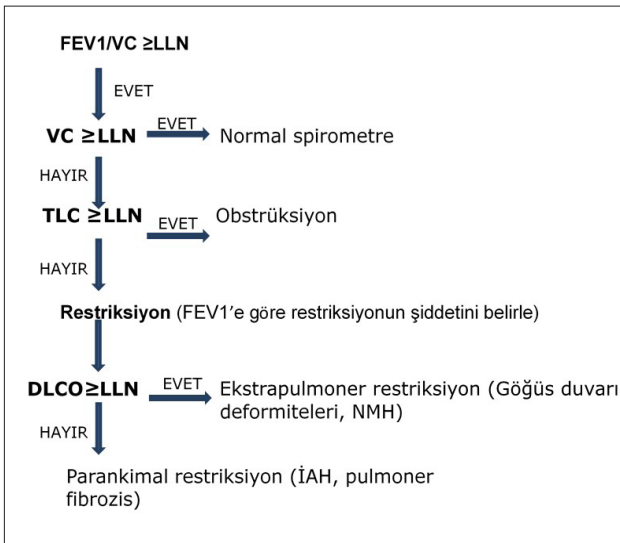 FEV1/VC ≥LLN
EVET
VC ≥LLN
EVET
Normal spirometre
HAYIR
TLC ≥LLN
EVET
Obstrüksiyon
HAYIR
Restriksiyon (FEV1'e göre restriksiyonun şiddetini belirle)
DLCO≥LLN
EVET
Ekstrapulmoner restriksiyon (Göğüs duvarı
deformiteleri, NMH)
HAYIR
Parankimal restriksiyon (İAH, pulmoner
fibrozis)